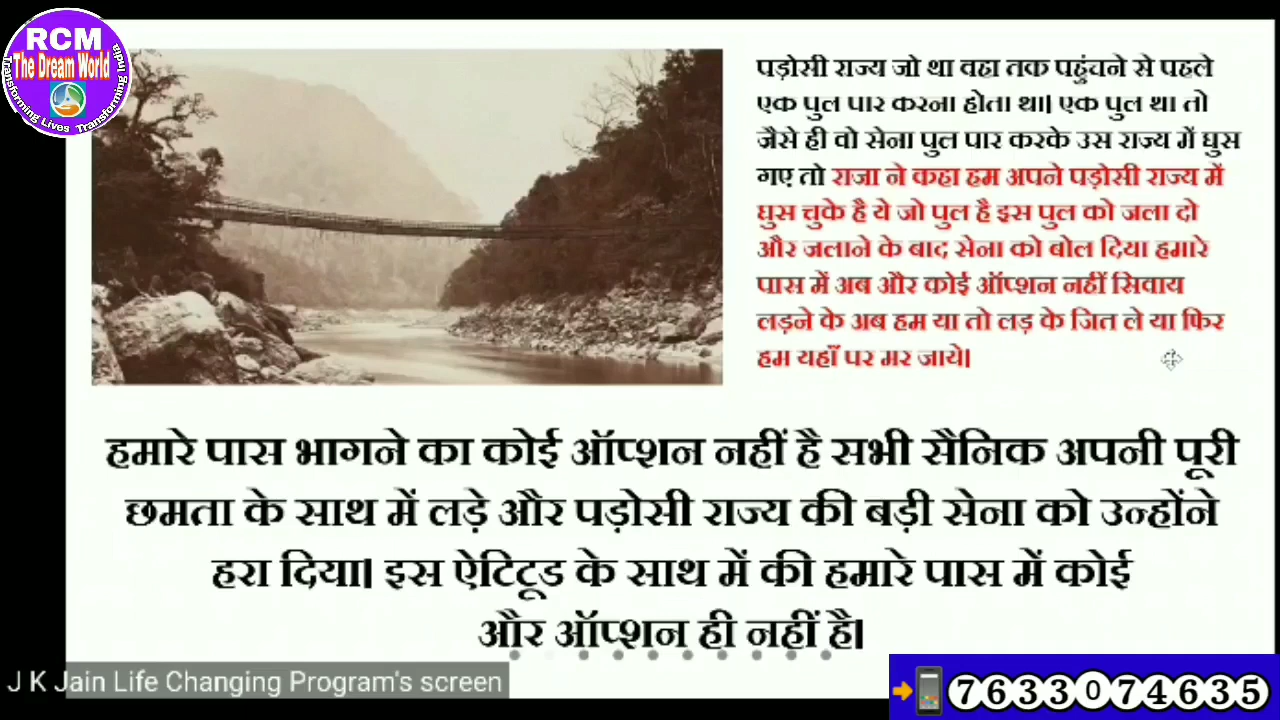 RCM
The Dream World
Transforming Lives Transforming India
पड़ोसी राज्य जो था वहा तक पहुंचने से पहले
एक पुल पार करना होता था। एक पुल था तो
जैसे ही वो सेना पुल पार करके उस राज्य में घुस
गए तो राजा ने कहा हम अपने पड़ोसी राज्य में
घुस चुके है ये जो पुल है इस पुल को जला दो
और जलाने के बाद सेना को बोल दिया हमारे
पास में अब और कोई ऑप्शन नहीं सिवाय
लड़ने के अब हम या तो लड़ के जित ले या फिर
हम यहाँ पर मर जाये।
हमारे पास भागने का कोई ऑप्शन नहीं है सभी सैनिक अपनी पूरी
छमता के साथ में लड़े और पड़ोसी राज्य की बड़ी सेना को उन्होंने
हरा दिया। इस ऐटिटूड के साथ में की हमारे पास में कोई
और ऑप्शन ही नहीं है।
J K Jain Life Changing Program's screen
7633074635